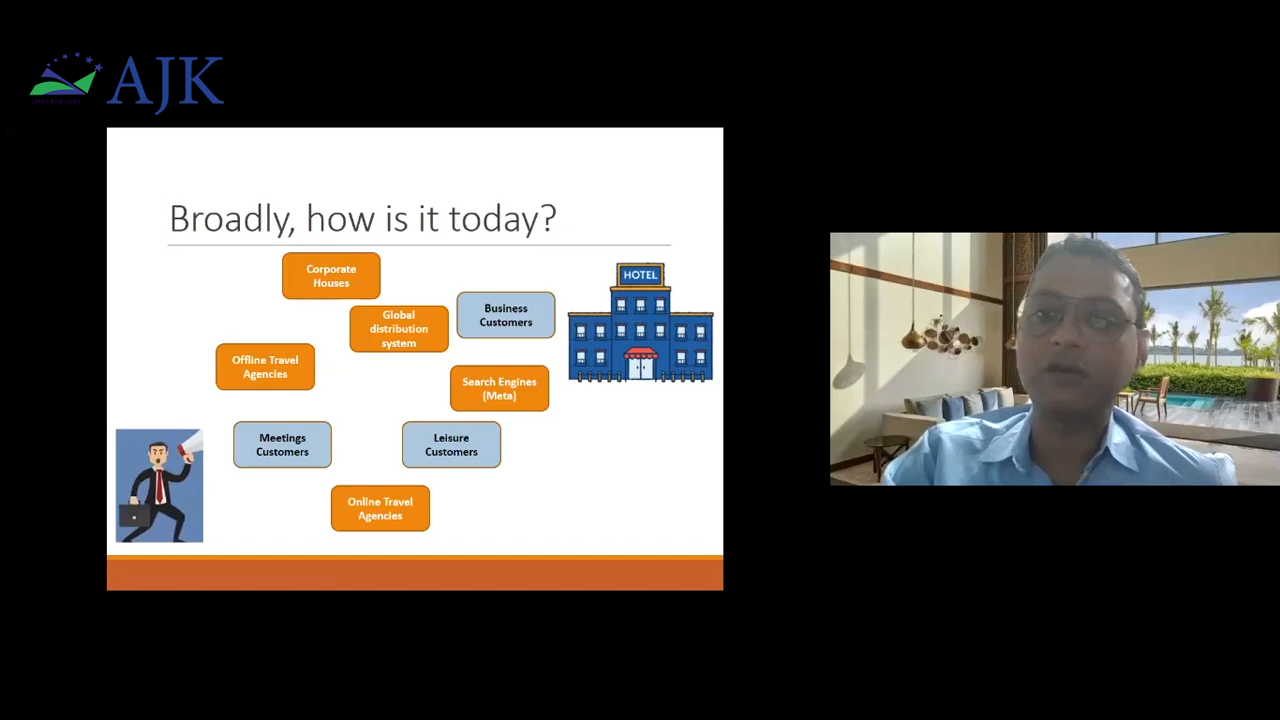 AJK
Broadly, how is it today?
Corporate
Houses
Global
distribution
system
Business
Customers
HOTEL
Offline Travel
Agencies
Search Engines
(Meta)
Meetings
Customers
Leisure
Customers
Online Travel
Agencies